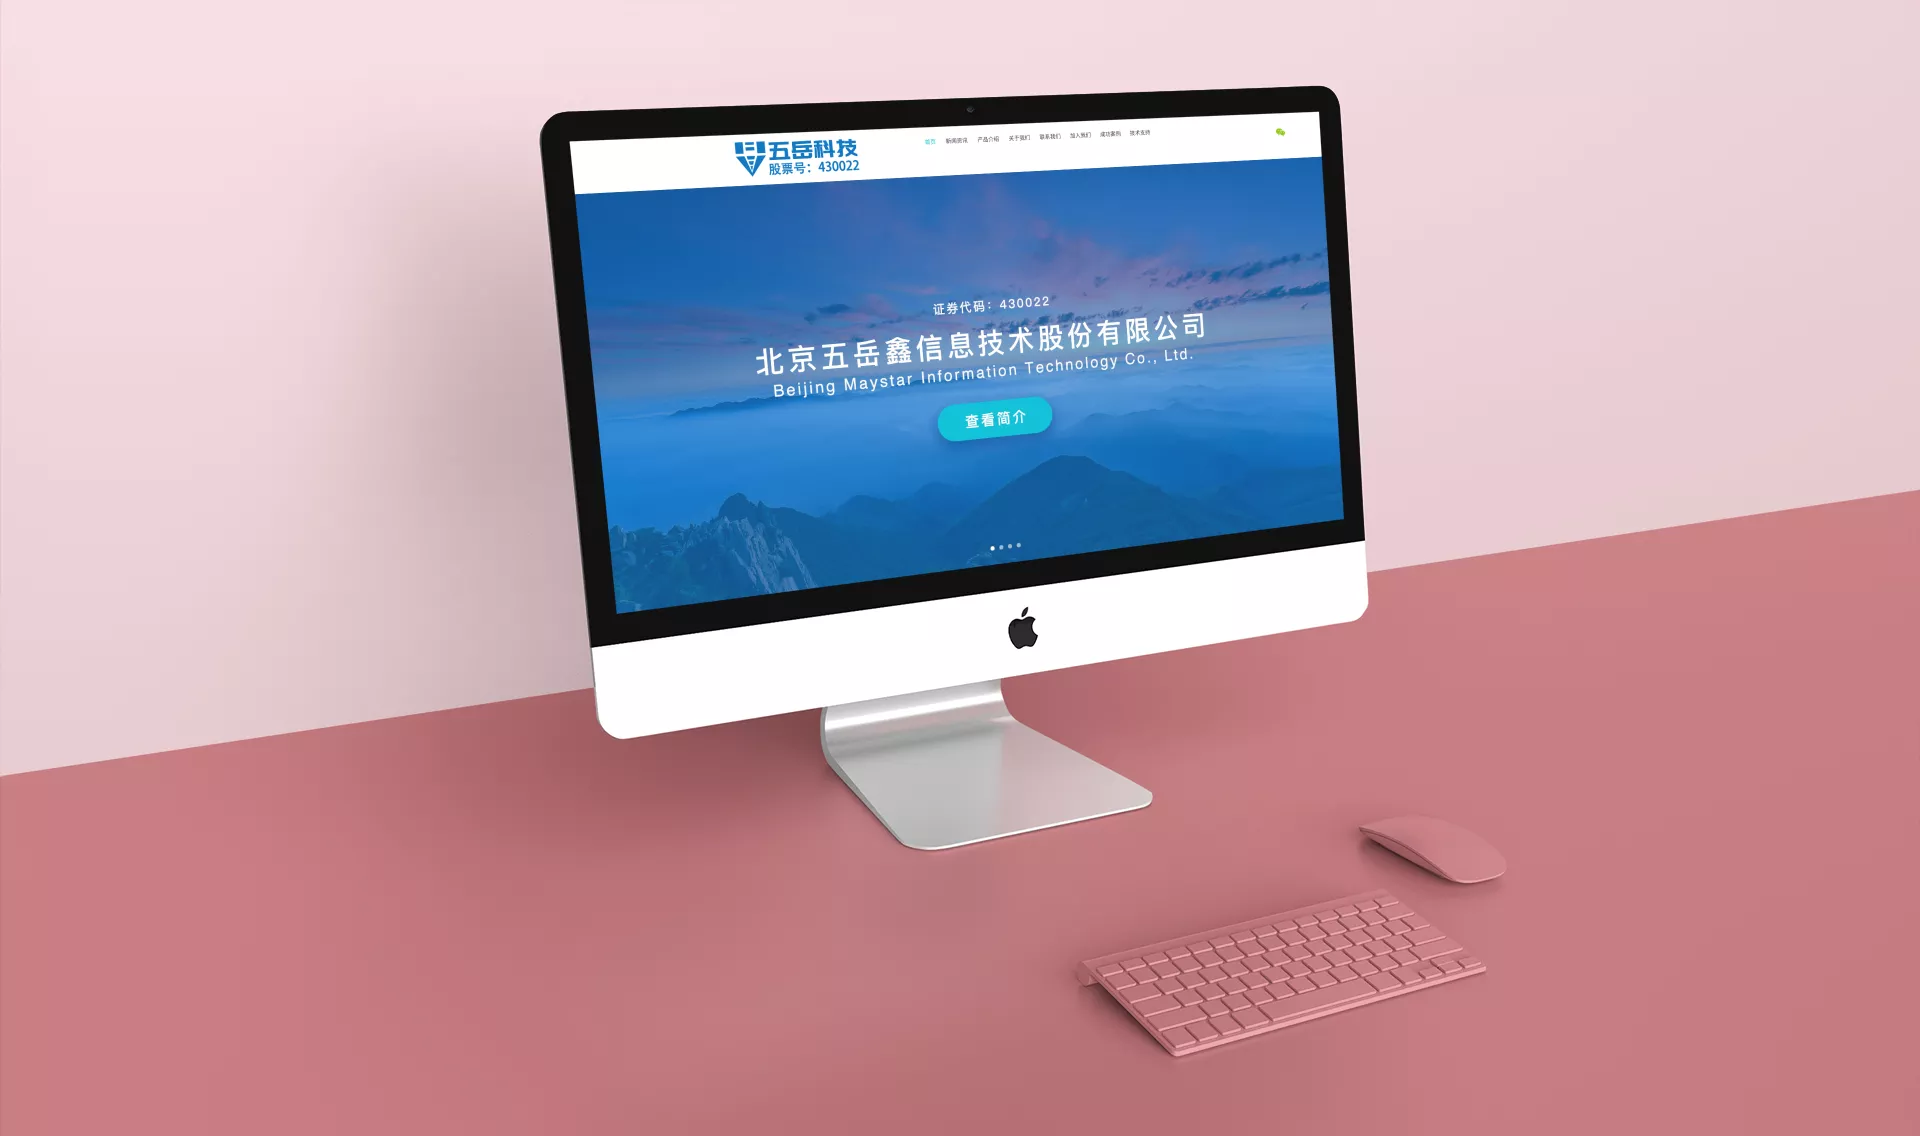 五岳科技
股票号：430022
首页 新闻资讯 产品介绍 关于我们 联系我们 加入我们 成功案例 技术支持
证券代码：430022
北京五岳鑫信息技术股份有限公司
Beijing Maystar Information Technology Co., Ltd.
查看简介